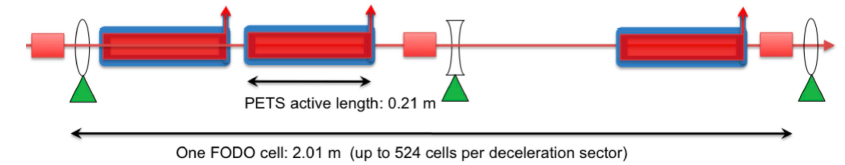 PETS active length: 0.21 m
One FODO cell: 2.01 m (up to 524 cells per deceleration sector)